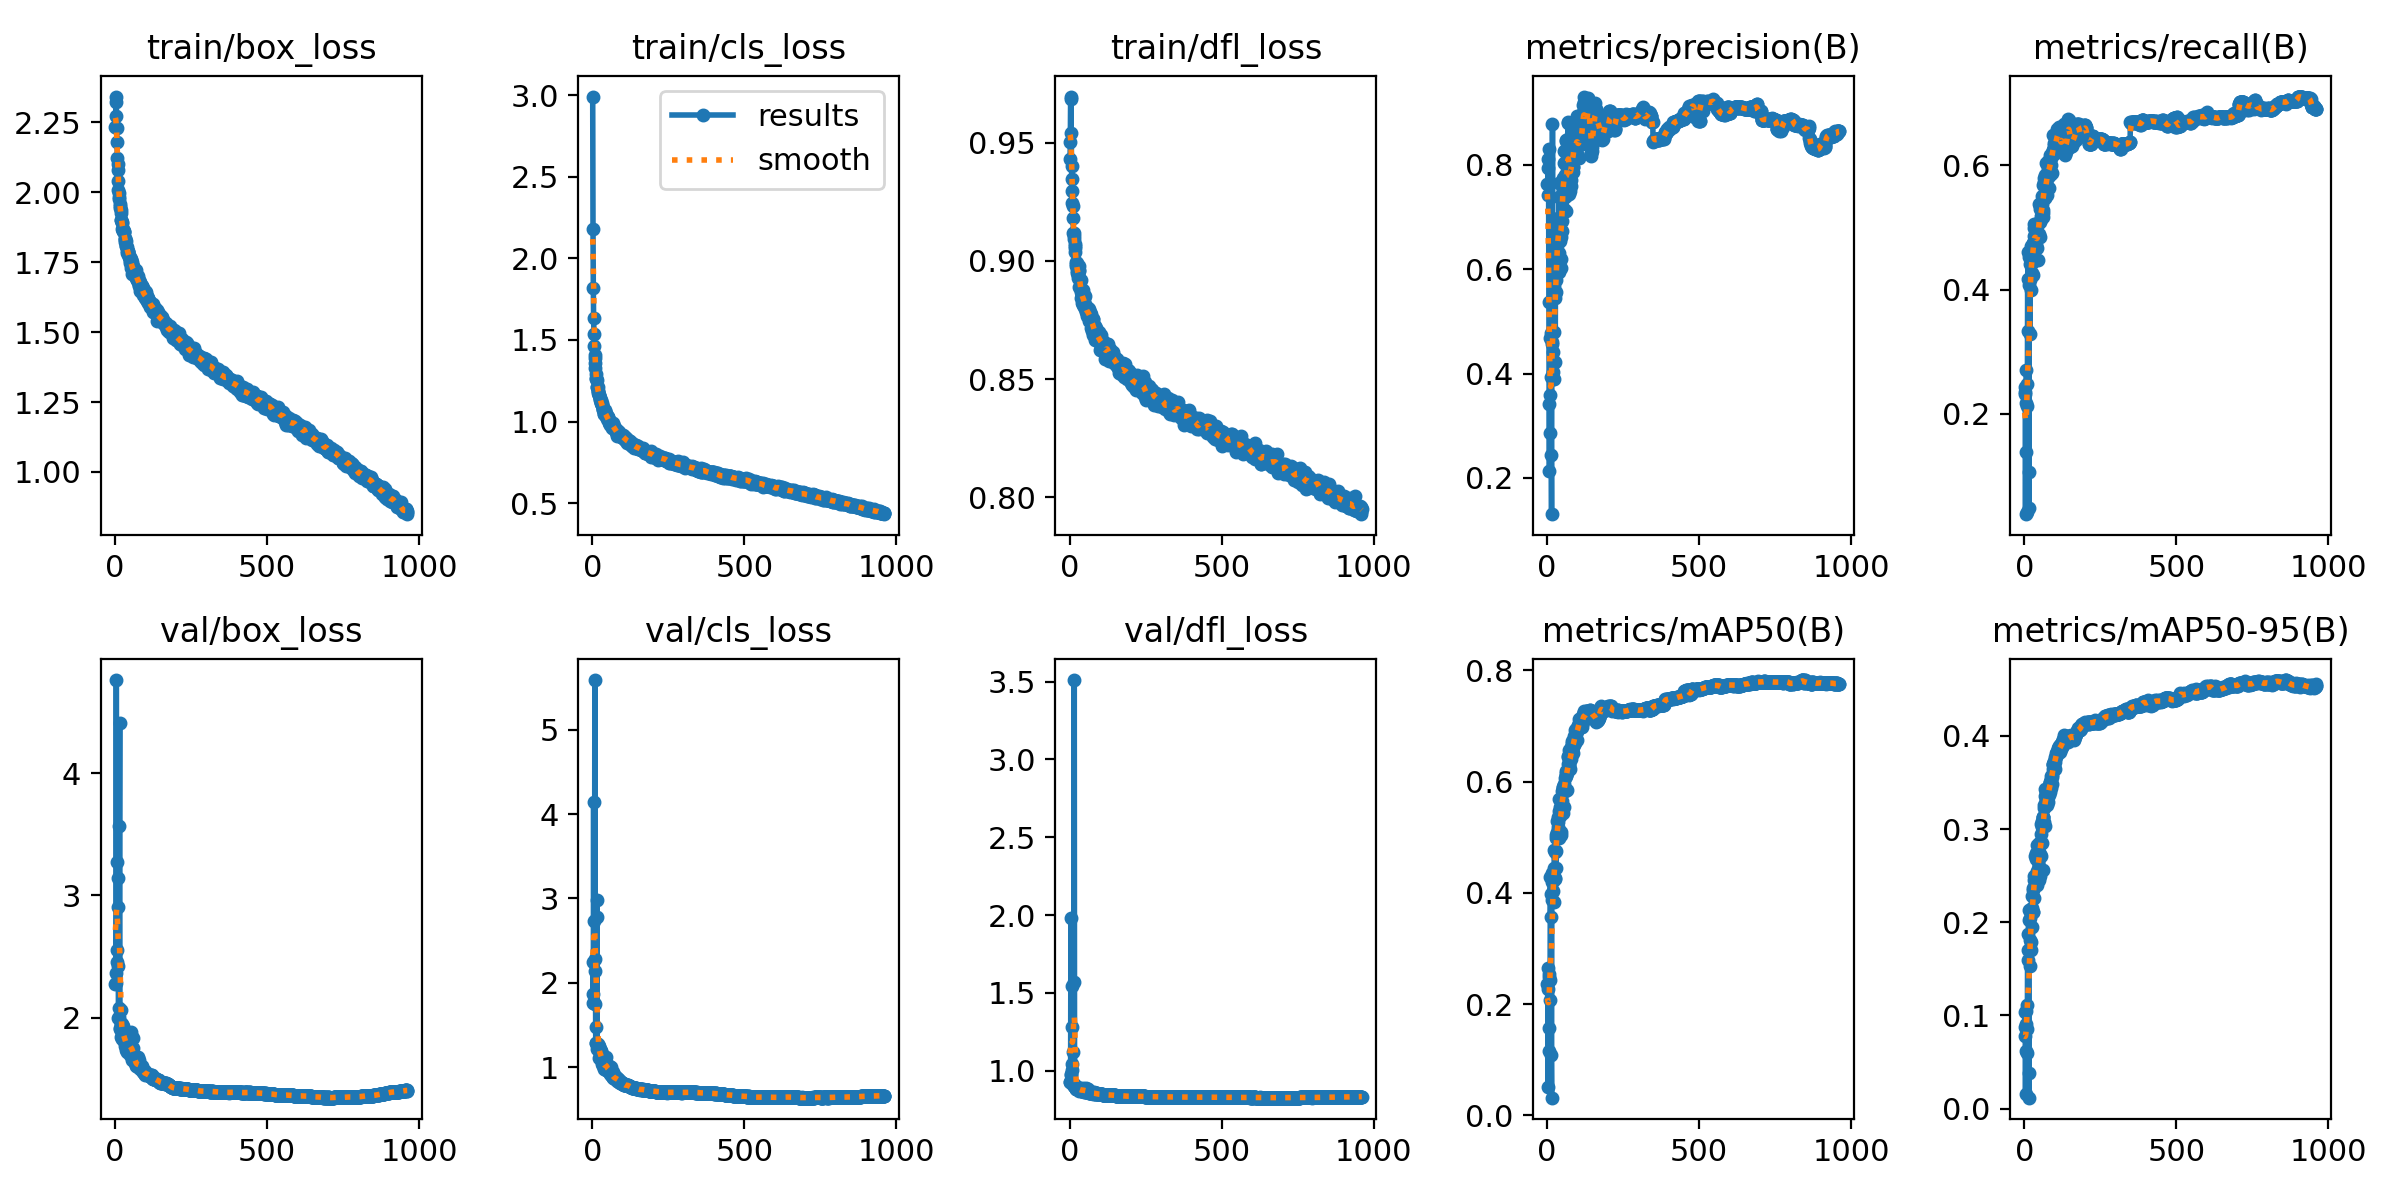 train/box_loss
2.25
2.00
1.75
1.50
1.25
1.00
0 500 1000
train/cls_loss
3.0
2.5
2.0
1.5
1.0
0.5
results
smooth
0 500 1000
train/dfl_loss
0.95
0.90
0.85
0.80
0 500 1000
metrics/precision(B)
0.8
0.6
0.4
0.2
0 500 1000
metrics/recall(B)
0.6
0.4
0.2
0 500 1000
val/box_loss
4
3
2
0 500 1000
val/cls_loss
5
4
3
2
1
0 500 1000
val/dfl_loss
3.5
3.0
2.5
2.0
1.5
1.0
0 500 1000
metrics/mAP50(B)
0.8
0.6
0.4
0.2
0.0
0 500 1000
metrics/mAP50-95(B)
0.4
0.3
0.2
0.1
0.0
0 500 1000